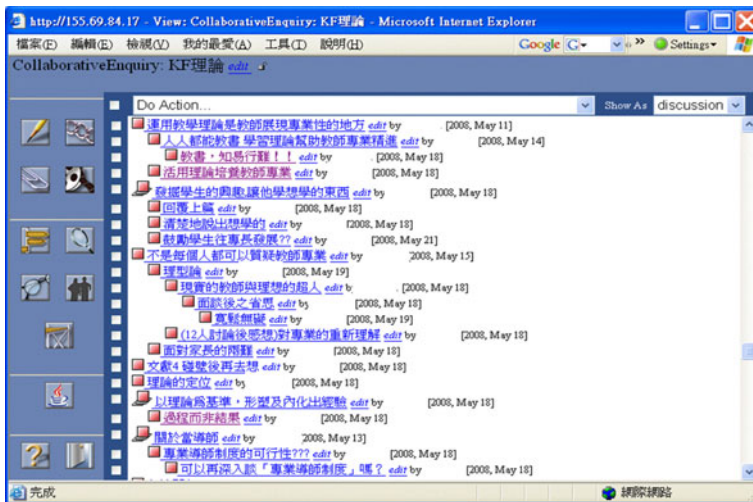 http://155.69.84.17 - View: CollaborativeEnquiry: KF理論 - Microsoft Internet Explorer
檔案(F) 編輯(E) 檢視(V) 我的最愛(A) 工具(T) 說明(H) Google G Settings
CollaborativeEnquiry: KF理論 edit
Do Action... Show As discussion
運用教學理論是教師展現專業性的地方 edit by [2008, May 11]
人人都能教書 學習理論幫助教師專業精進 edit by [2008, May 14]
教書，知易行難！！ edit by [2008, May 18]
活用理論培養教師專業 edit by [2008, May 18]
發掘學生的興趣,讓他學想學的東西 edit by [2008, May 18]
回覆上篇 edit by [2008, May 18]
清楚地說出想學的 edit by [2008, May 18]
鼓勵學生往專長發展?? edit by [2008, May 21]
不是每個人都可以質疑教師專業 edit by 2008, May 15]
理型論 edit by [2008, May 19]
現實的教師與理想的超人 edit b [2008, May 18]
面談後之省思 edit by [2008, May 18]
寬鬆無礙 edit by [2008, May 19]
(12人討論後感想)對專業的重新理解 edit by [2008, May 18]
面對家長的兩難 edit by [2008, May 18]
文獻4 碰壁後再去想 edit by [2008, May 18]
理論的定位 edit by [2008, May 18]
以理論為基準，形塑及內化出經驗 edit by [2008, May 18]
過程而非結果 edit by [2008, May 18]
關於當導師 edit by 2008, May 13]
專業導師制度的可行性??? edit by [2008, May 18]
可以再深入談「專業導師制度」嗎？ edit by [2008, May 18]
完成 網際網路